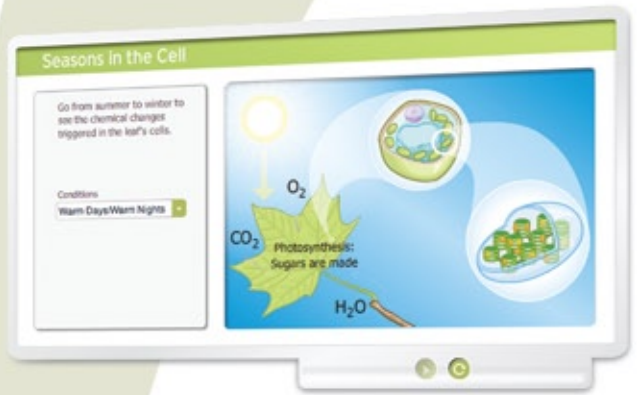 Seasons in the Cell
Go from summer to winter to
see the chemical changes
triggered in the leaf's cells.
Conditions
Warm Days/Warm Nights
O₂
CO₂
Photosynthesis:
Sugars are made
H₂O